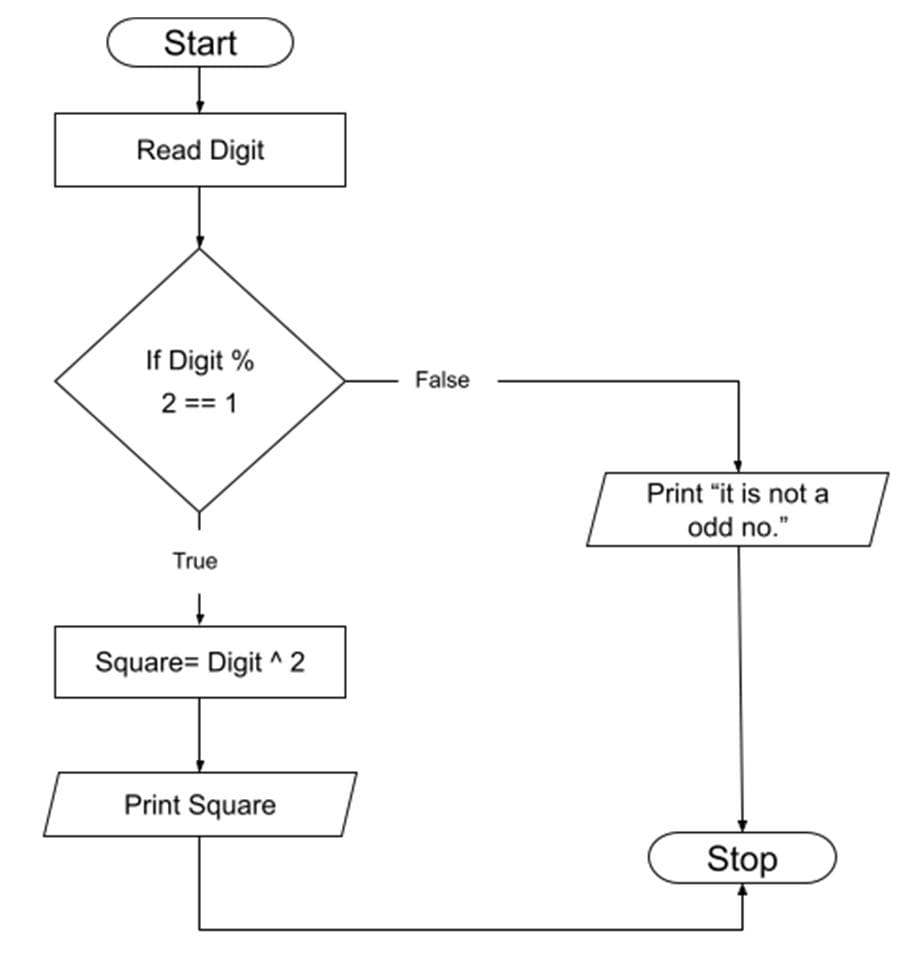 Start
Read Digit
If Digit %
2 == 1
False
True
Print “it is not a
odd no.”
Square= Digit ^ 2
Print Square
Stop